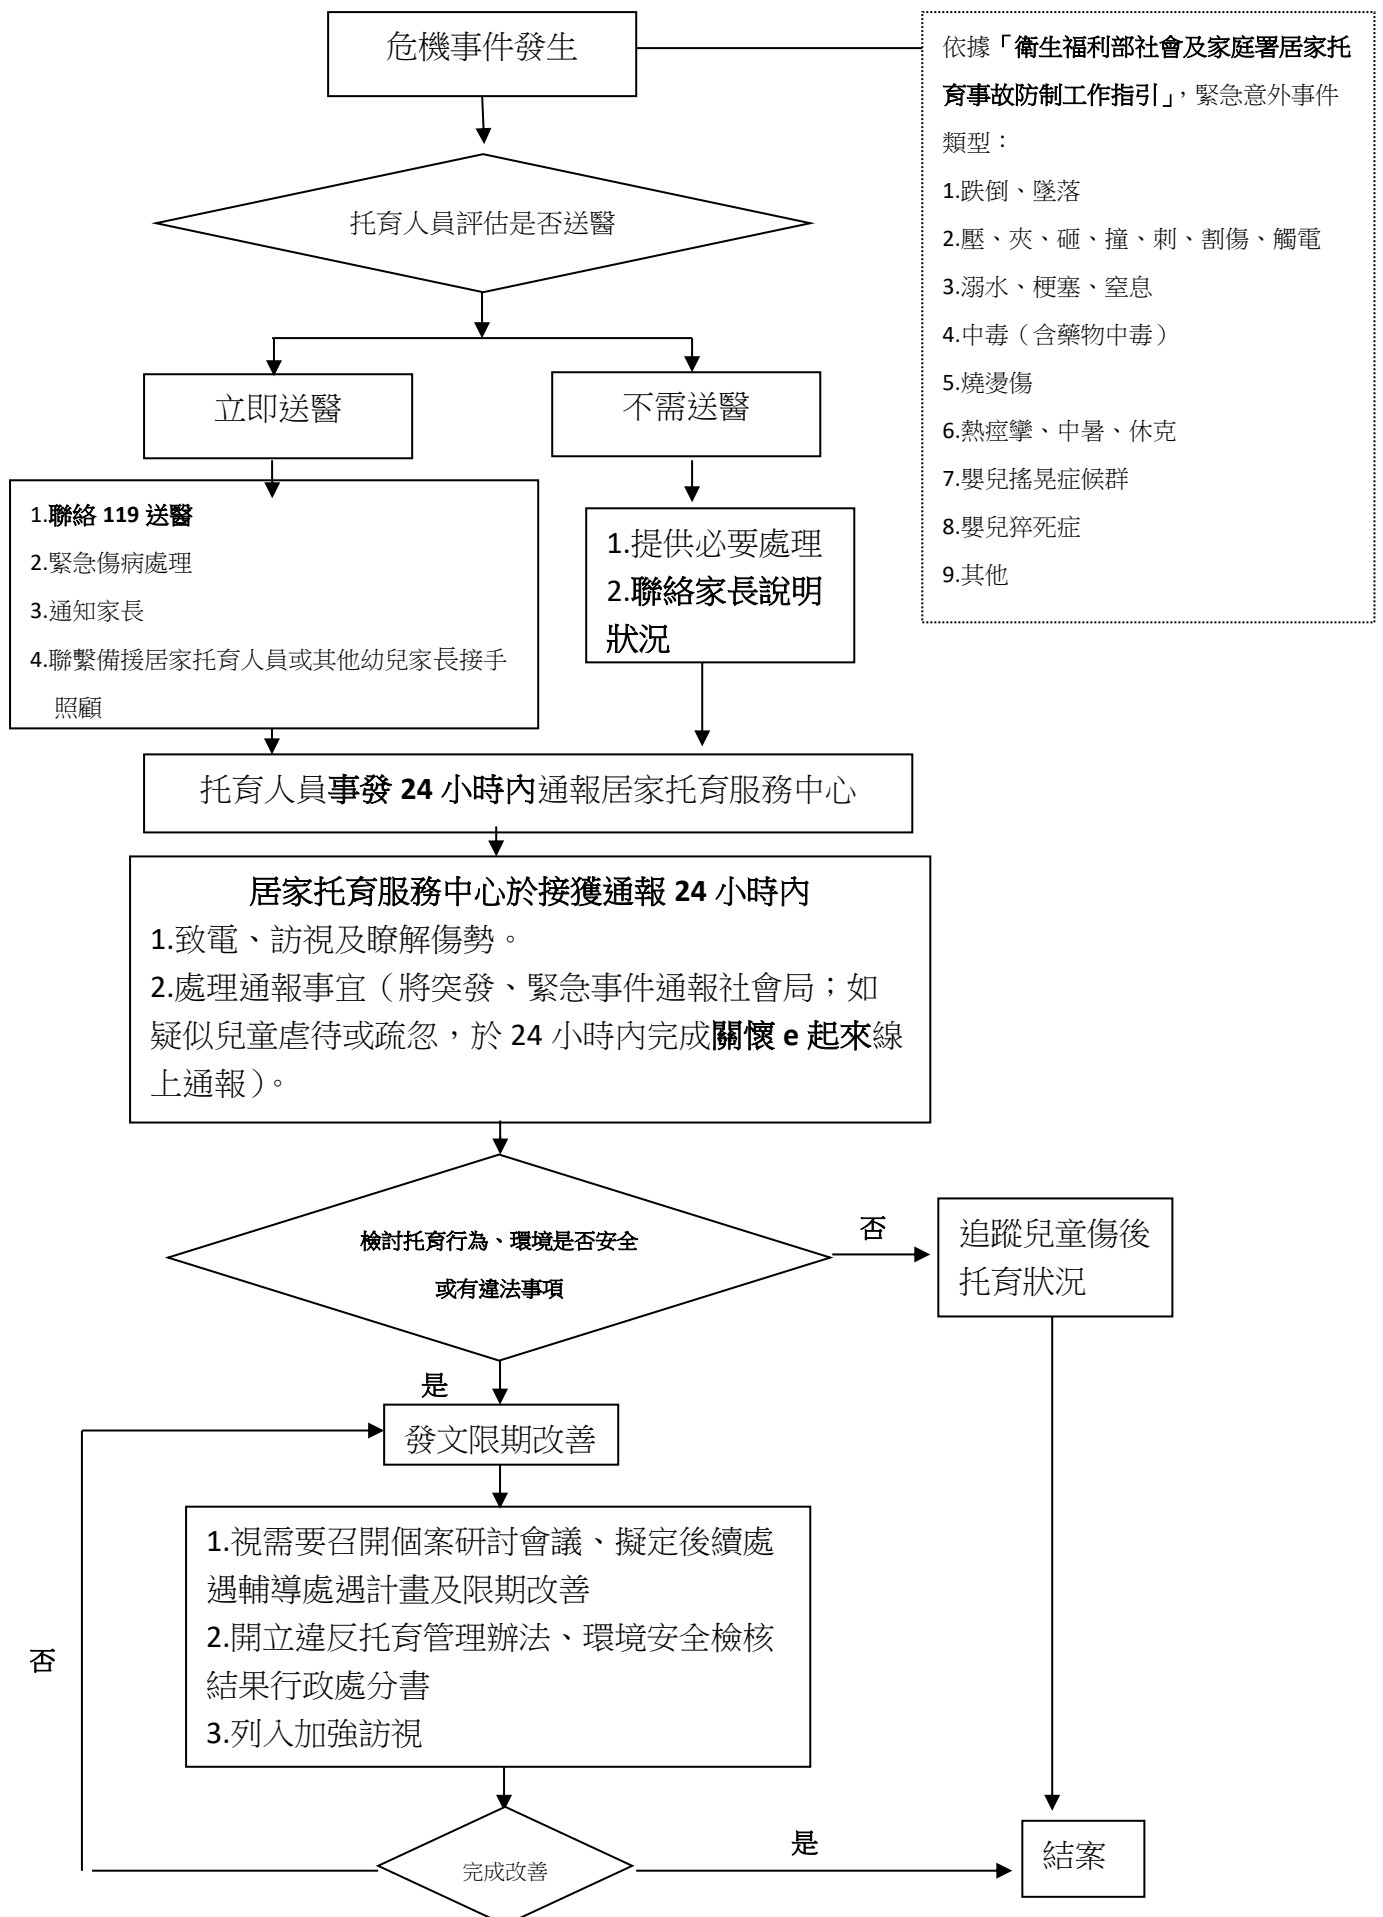 危機事件發生
依據「衛生福利部社會及家庭署居家托
育事故防制工作指引」，緊急意外事件
類型：
1.跌倒、墜落
2.壓、夾、砸、撞、刺、割傷、觸電
3.溺水、梗塞、窒息
4.中毒（含藥物中毒）
5.燒燙傷
6.熱痙攣、中暑、休克
7.嬰兒搖晃症候群
8.嬰兒猝死症
9.其他
托育人員評估是否送醫
立即送醫
不需送醫
1.聯絡 119 送醫
2.緊急傷病處理
3.通知家長
4.聯繫備援居家托育人員或其他幼兒家長接手
照顧
1.提供必要處理
2.聯絡家長說明
狀況
托育人員事發 24 小時內通報居家托育服務中心
居家托育服務中心於接獲通報 24 小時內
1.致電、訪視及瞭解傷勢。
2.處理通報事宜（將突發、緊急事件通報社會局；如
疑似兒童虐待或疏忽，於 24 小時內完成關懷 e 起來線
上通報）。
檢討托育行為、環境是否安全
或有違法事項
否
追蹤兒童傷後
托育狀況
是
發文限期改善
1.視需要召開個案研討會議、擬定後續處
遇輔導處遇計畫及限期改善
2.開立違反托育管理辦法、環境安全檢核
結果行政處分書
3.列入加強訪視
否
完成改善
是
結案